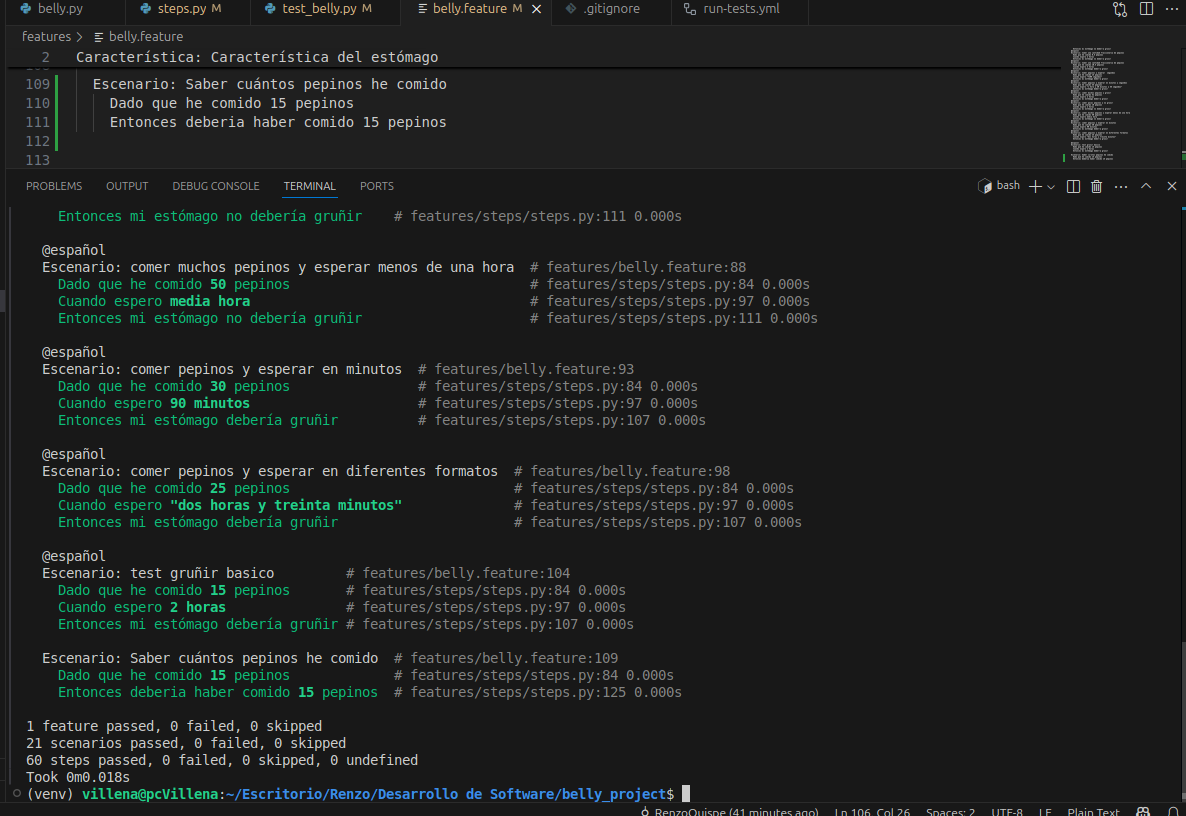 belly.py steps.py M test_belly.py M belly.feature M .gitignore run-tests.yml
features > belly.feature
2 Característica: Característica del estómago
109 Escenario: Saber cuántos pepinos he comido
110 Dado que he comido 15 pepinos
111 Entonces deberia haber comido 15 pepinos
112
113
PROBLEMS OUTPUT DEBUG CONSOLE TERMINAL PORTS bash
Entonces mi estómago no debería gruñir # features/steps/steps.py:111 0.000s
@español
Escenario: comer muchos pepinos y esperar menos de una hora # features/belly.feature:88
Dado que he comido 50 pepinos # features/steps/steps.py:84 0.000s
Cuando espero media hora # features/steps/steps.py:97 0.000s
Entonces mi estómago no debería gruñir # features/steps/steps.py:111 0.000s
@español
Escenario: comer pepinos y esperar en minutos # features/belly.feature:93
Dado que he comido 30 pepinos # features/steps/steps.py:84 0.000s
Cuando espero 90 minutos # features/steps/steps.py:97 0.000s
Entonces mi estómago debería gruñir # features/steps/steps.py:107 0.000s
@español
Escenario: comer pepinos y esperar en diferentes formatos # features/belly.feature:98
Dado que he comido 25 pepinos # features/steps/steps.py:84 0.000s
Cuando espero "dos horas y treinta minutos" # features/steps/steps.py:97 0.000s
Entonces mi estómago debería gruñir # features/steps/steps.py:107 0.000s
@español
Escenario: test gruñir basico # features/belly.feature:104
Dado que he comido 15 pepinos # features/steps/steps.py:84 0.000s
Cuando espero 2 horas # features/steps/steps.py:97 0.000s
Entonces mi estómago debería gruñir # features/steps/steps.py:107 0.000s
Escenario: Saber cuántos pepinos he comido # features/belly.feature:109
Dado que he comido 15 pepinos # features/steps/steps.py:84 0.000s
Entonces deberia haber comido 15 pepinos # features/steps/steps.py:125 0.000s
1 feature passed, 0 failed, 0 skipped
21 scenarios passed, 0 failed, 0 skipped
60 steps passed, 0 failed, 0 skipped, 0 undefined
Took 0m0.018s
(venv) villena@pcVillena:~/Escritorio/Renzo/Desarrollo de Software/belly_project$
RenzoQuispe (41 minutes ago) Ln 106, Col 26 Spaces: 2 UTF-8 LF Plain Text